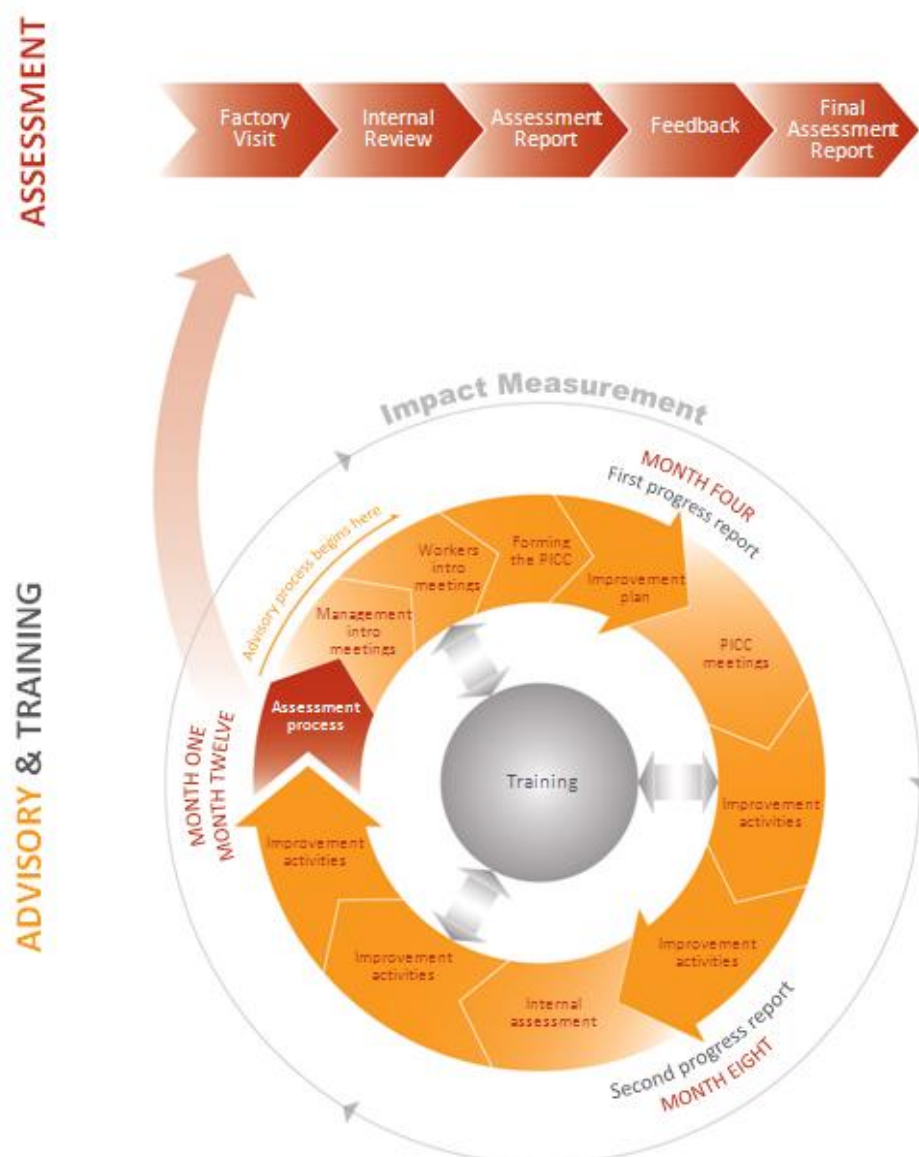 ASSESSMENT
Factory
Visit
Internal
Review
Assessment
Report
Feedback
Final
Assessment
Report
Impact Measurement
MONTH FOUR
First progress report
Advisory process begins here
Workers
intro
meetings
Forming
the PICC
Improvement
plan
Management
intro
meetings
PICC
meetings
Assessment
process
MONTH ONE
MONTH TWELVE
Training
Improvement
activities
Improvement
activities
Improvement
activities
Improvement
activities
Internal
assessment
Second progress report
MONTH EIGHT
ADVISORY & TRAINING